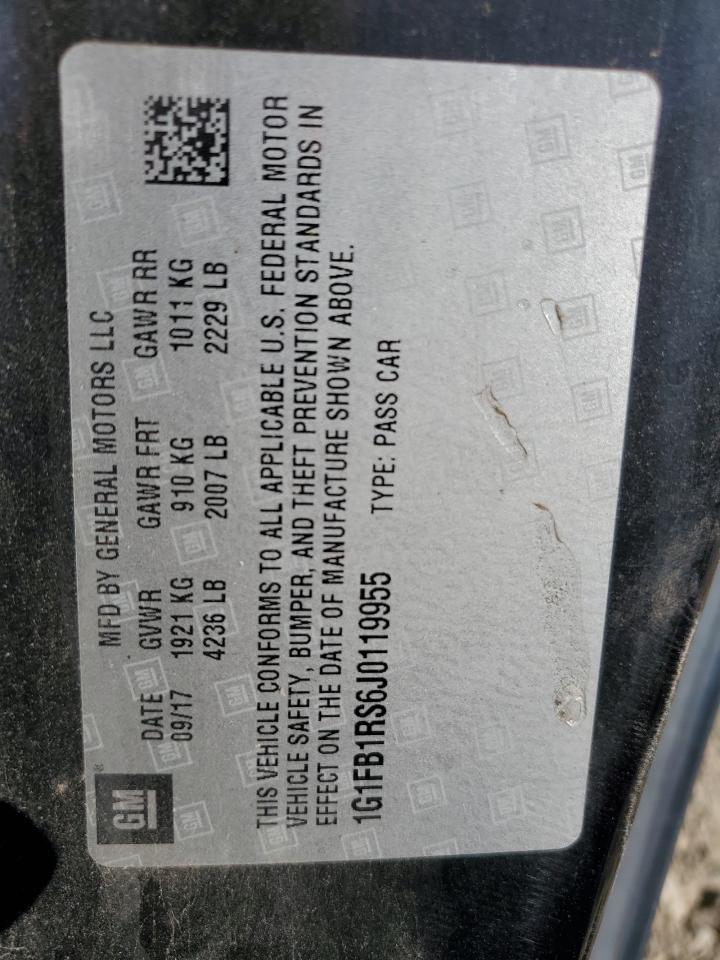 GM
MFD BY GENERAL MOTORS LLC
DATE GVWR GAWR FRT GAWR RR
09/17 1921 KG 910 KG 1011 KG
4236 LB 2007 LB 2229 LB
THIS VEHICLE CONFORMS TO ALL APPLICABLE U.S. FEDERAL MOTOR
VEHICLE SAFETY, BUMPER, AND THEFT PREVENTION STANDARDS IN
EFFECT ON THE DATE OF MANUFACTURE SHOWN ABOVE.
1G1FB1RS6J0119955 TYPE: PASS CAR